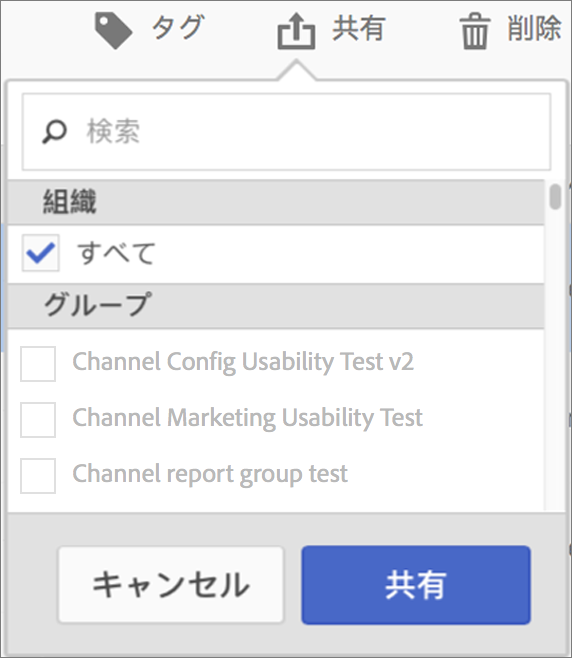 タグ 共有 削除
検索
組織
すべて
グループ
Channel Config Usability Test v2
Channel Marketing Usability Test
Channel report group test
キャンセル 共有